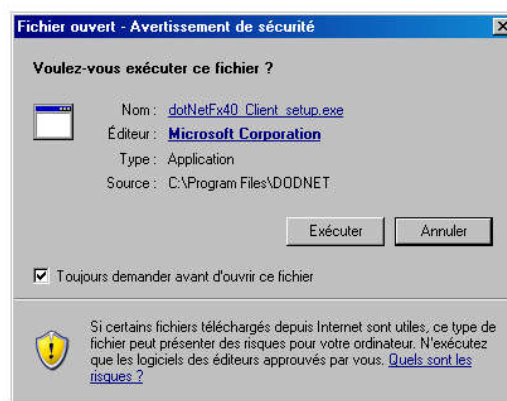 Fichier ouvert - Avertissement de sécurité
Voulez-vous exécuter ce fichier ?
Nom : dotNetFx40_Client_setup.exe
Éditeur : Microsoft Corporation
Type : Application
Source : C:\Program Files\DODNET
Exécuter Annuler
Toujours demander avant d'ouvrir ce fichier
Si certains fichiers téléchargés depuis Internet sont utiles, ce type de
fichier peut présenter des risques pour votre ordinateur. N'exécutez
que les logiciels des éditeurs approuvés par vous. Quels sont les
risques ?